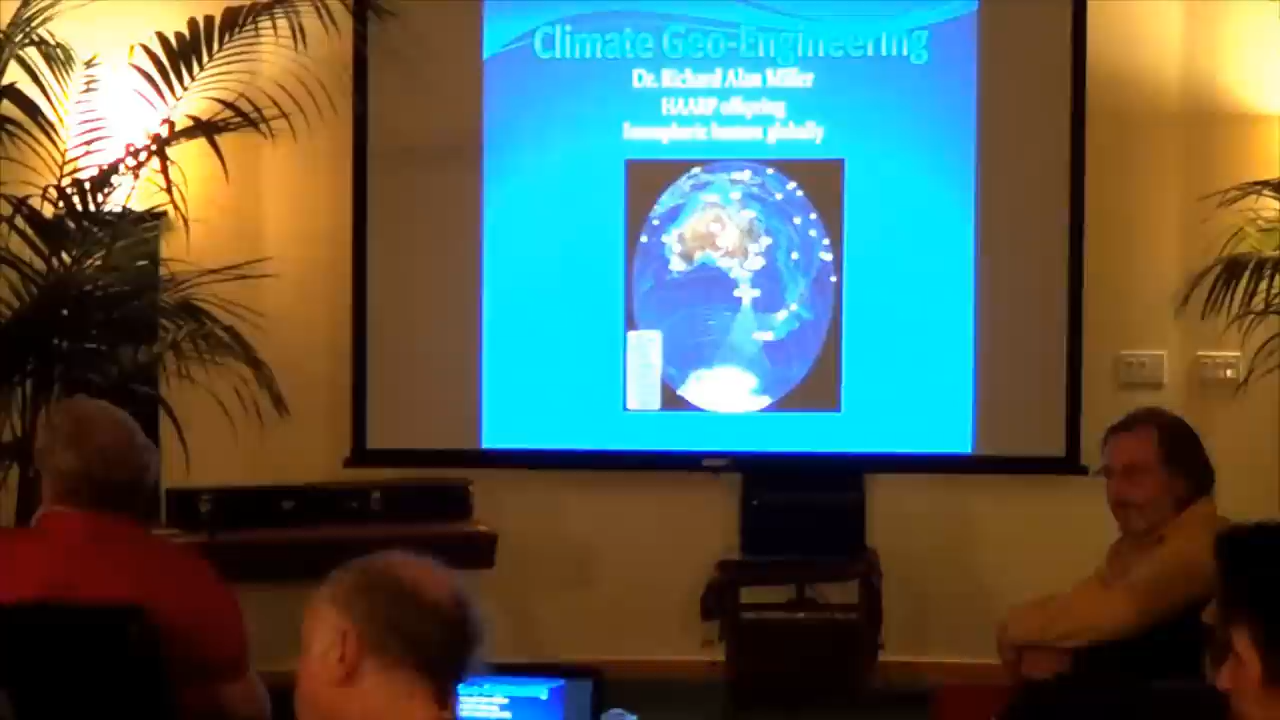 Climate Geo-Engineering
Dr. Richard Alan Miller
HAARP offspring
Ionospheric heaters globally